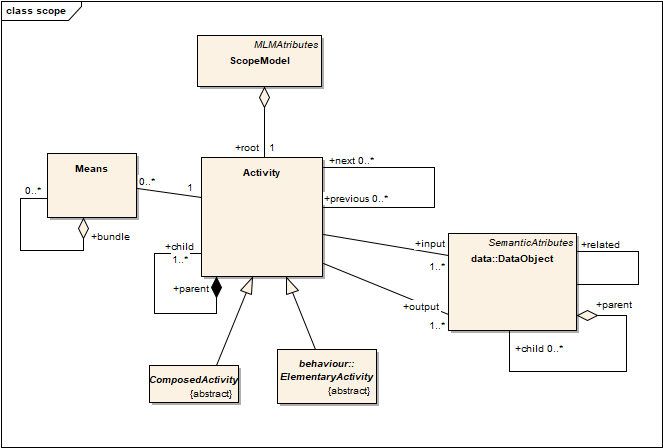 class scope
MLMAtributes
ScopeModel
+root 1
+next 0..*
Means
0..*
1
Activity
0..*
+previous 0..*
+bundle
+child
1..*
+input
1..*
SemanticAtributes
data::DataObject
+related
+parent
+output
1..*
+parent
+child 0..*
ComposedActivity
{abstract}
behaviour::
ElementaryActivity
{abstract}